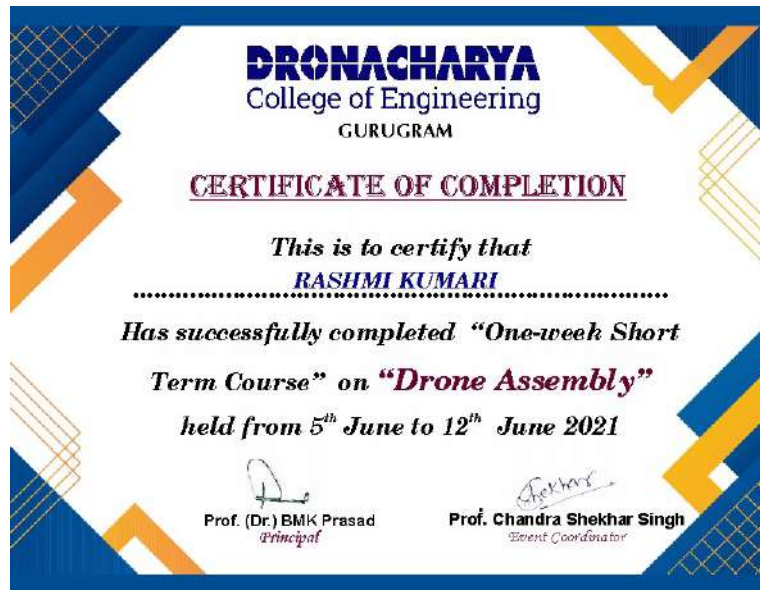 DRONACHARYA
College of Engineering
GURUGRAM
CERTIFICATE OF COMPLETION
This is to certify that
RASHMI KUMARI
Has successfully completed "One-week Short
Term Course" on "Drone Assembly"
held from 5th June to 12th June 2021
Shekhar
Prof. (Dr.) BMK Prasad
Prof. Chandra Shekhar Singh
Principal
Event Coordinator